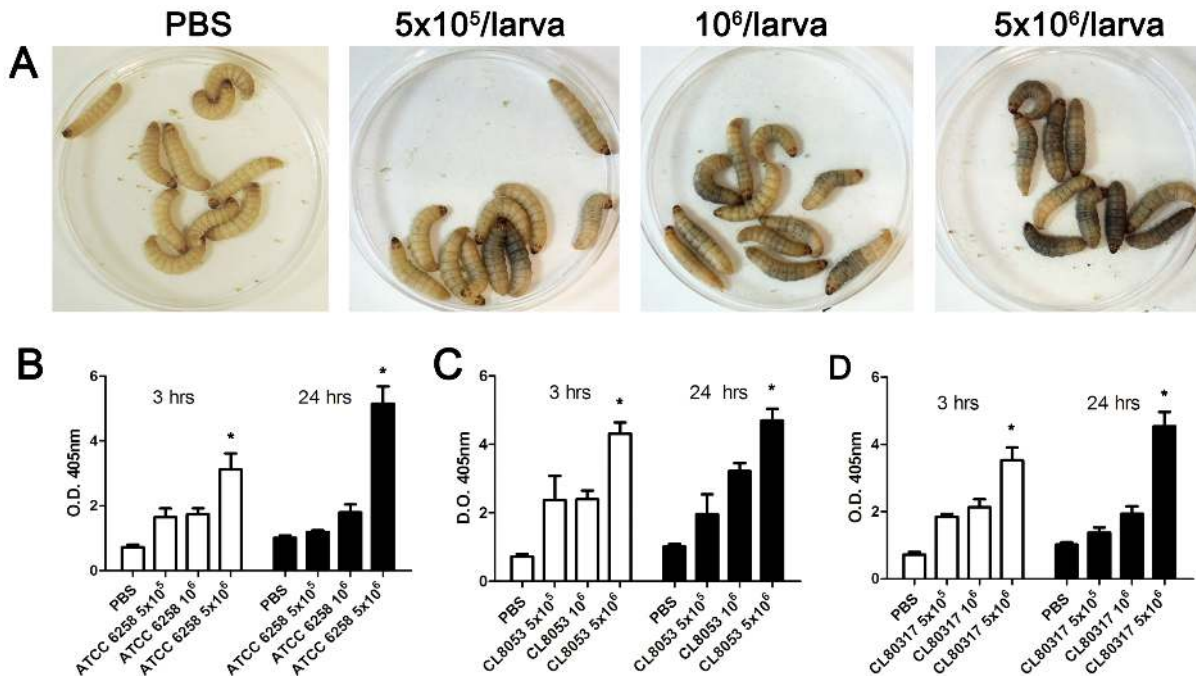 PBS 5x10⁵/larva 10⁶/larva 5x10⁶/larva
A
B
6
4
2
0
O.D. 405nm
3 hrs 24 hrs
*
*
PBS
ATCC 6258 5x10⁵
ATCC 6258 10⁶
ATCC 6258 5x10⁶
PBS
ATCC 6258 5x10⁵
ATCC 6258 10⁶
ATCC 6258 5x10⁶
C
6
4
2
0
D.O. 405nm
3 hrs 24 hrs
*
*
PBS
CL8053 5x10⁵
CL8053 10⁶
CL8053 5x10⁶
PBS
CL8053 5x10⁵
CL8053 10⁶
CL8053 5x10⁶
D
6
4
2
0
O.D. 405nm
3 hrs 24 hrs
*
*
PBS
CL80317 5x10⁵
CL80317 10⁶
CL80317 5x10⁶
PBS
CL80317 5x10⁵
CL80317 10⁶
CL80317 5x10⁶